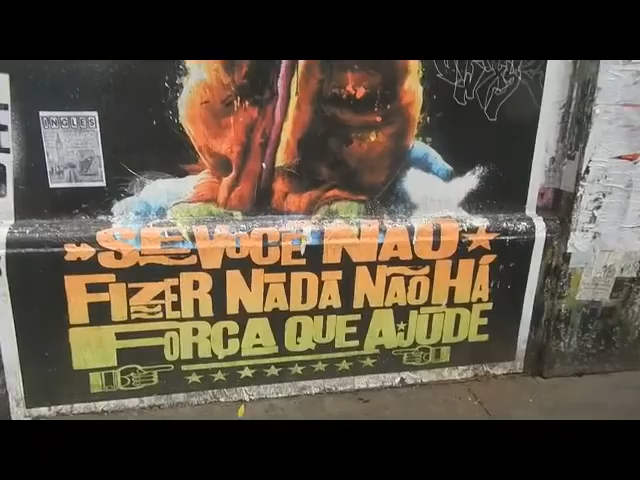 INGLES
SE VOCÊ NÃO
FIZER NADA NÃO HÁ
FORÇA QUE AJUDE